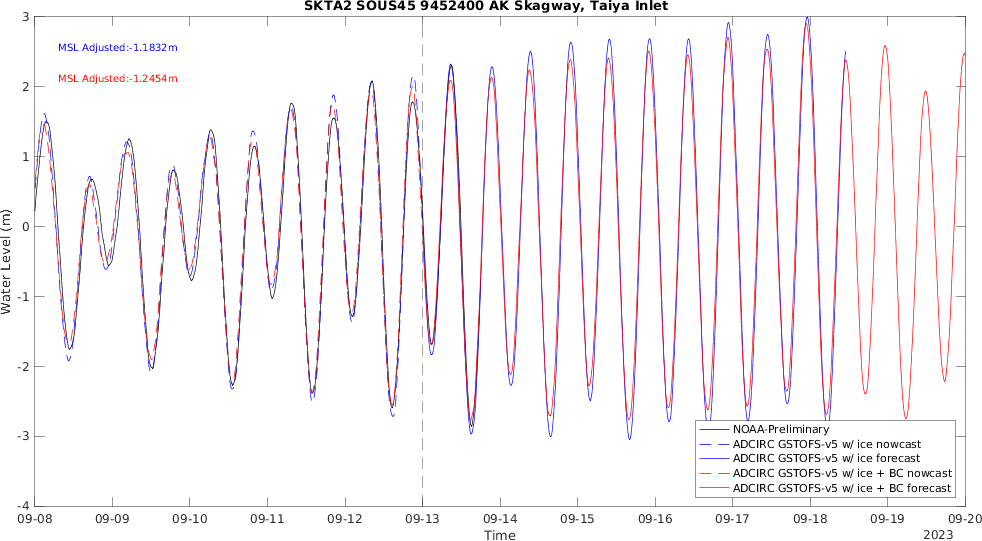 SKTA2 SOUS45 9452400 AK Skagway, Taiya Inlet
3
MSL Adjusted:-1.1832m
MSL Adjusted:-1.2454m
2
1
0
-1
-2
-3
-4
Water Level (m)
NOAA-Preliminary
ADCIRC GSTOFS-v5 w/ ice nowcast
ADCIRC GSTOFS-v5 w/ ice forecast
ADCIRC GSTOFS-v5 w/ ice + BC nowcast
ADCIRC GSTOFS-v5 w/ ice + BC forecast
09-08 09-09 09-10 09-11 09-12 09-13 09-14 09-15 09-16 09-17 09-18 09-19 09-20
Time
2023